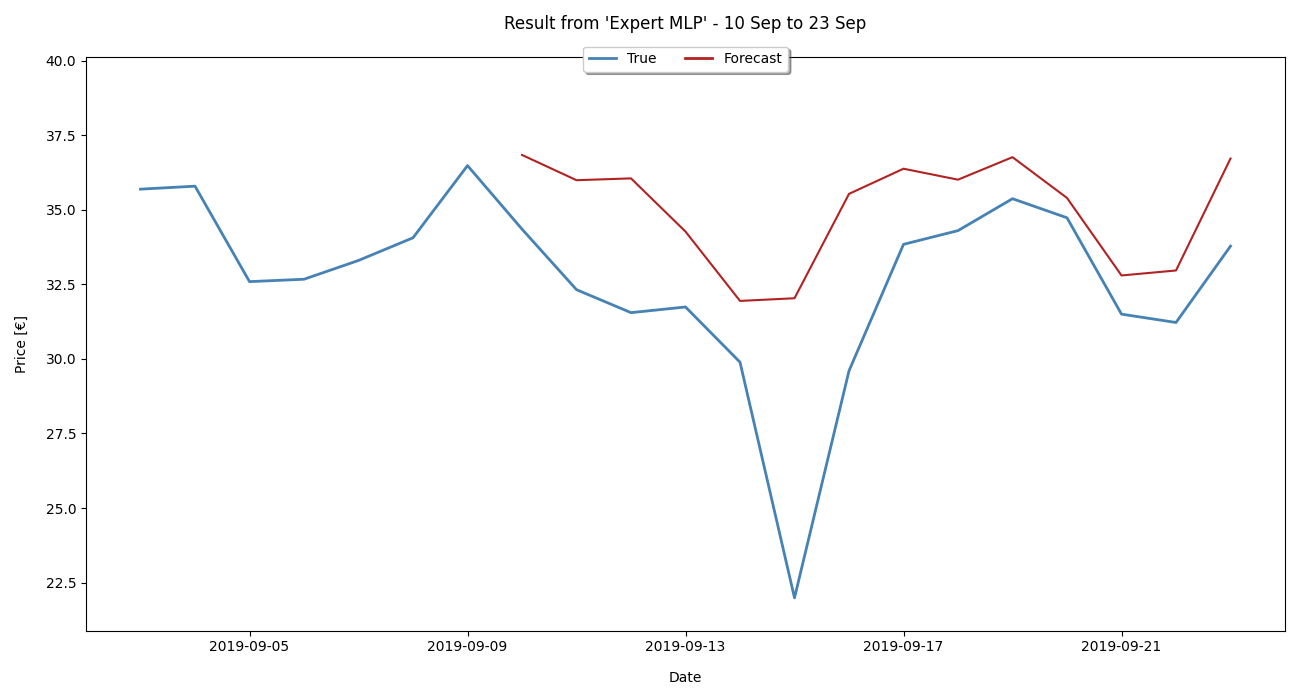 Result from 'Expert MLP' - 10 Sep to 23 Sep
True Forecast
40.0
37.5
35.0
32.5
30.0
27.5
25.0
22.5
Price [€]
2019-09-05 2019-09-09 2019-09-13 2019-09-17 2019-09-21
Date